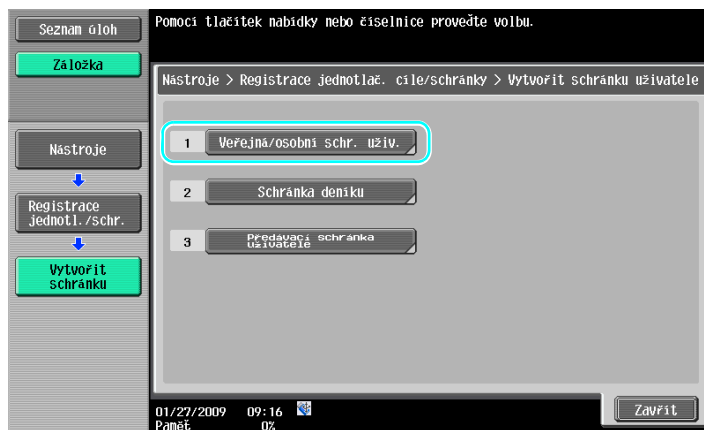 Seznam úloh
Pomocí tlačítek nabídky nebo číselnice proveďte volbu.
Záložka
Nástroje > Registrace jednotlač. cíle/schránky > Vytvořit schránku uživatele
Nástroje
1 Veřejná/osobní schr. uživ.
2 Schránka deníku
Registrace
jednotl./schr.
3 Předávací schránka
uživatele
Vytvořit
schránku
01/27/2009 09:16
Zavřít
Paměť 0%